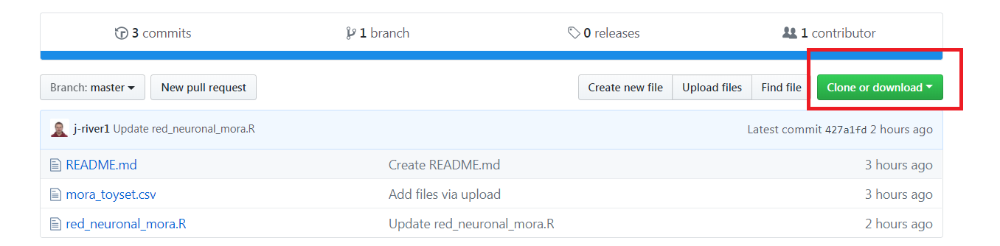 3 commits 1 branch 0 releases 1 contributor
Branch: master New pull request Create new file Upload files Find file Clone or download
j-river1 Update red_neuronal_mora.R Latest commit 427a1fd 2 hours ago
README.md Create README.md 3 hours ago
mora_toyset.csv Add files via upload 3 hours ago
red_neuronal_mora.R Update red_neuronal_mora.R 2 hours ago